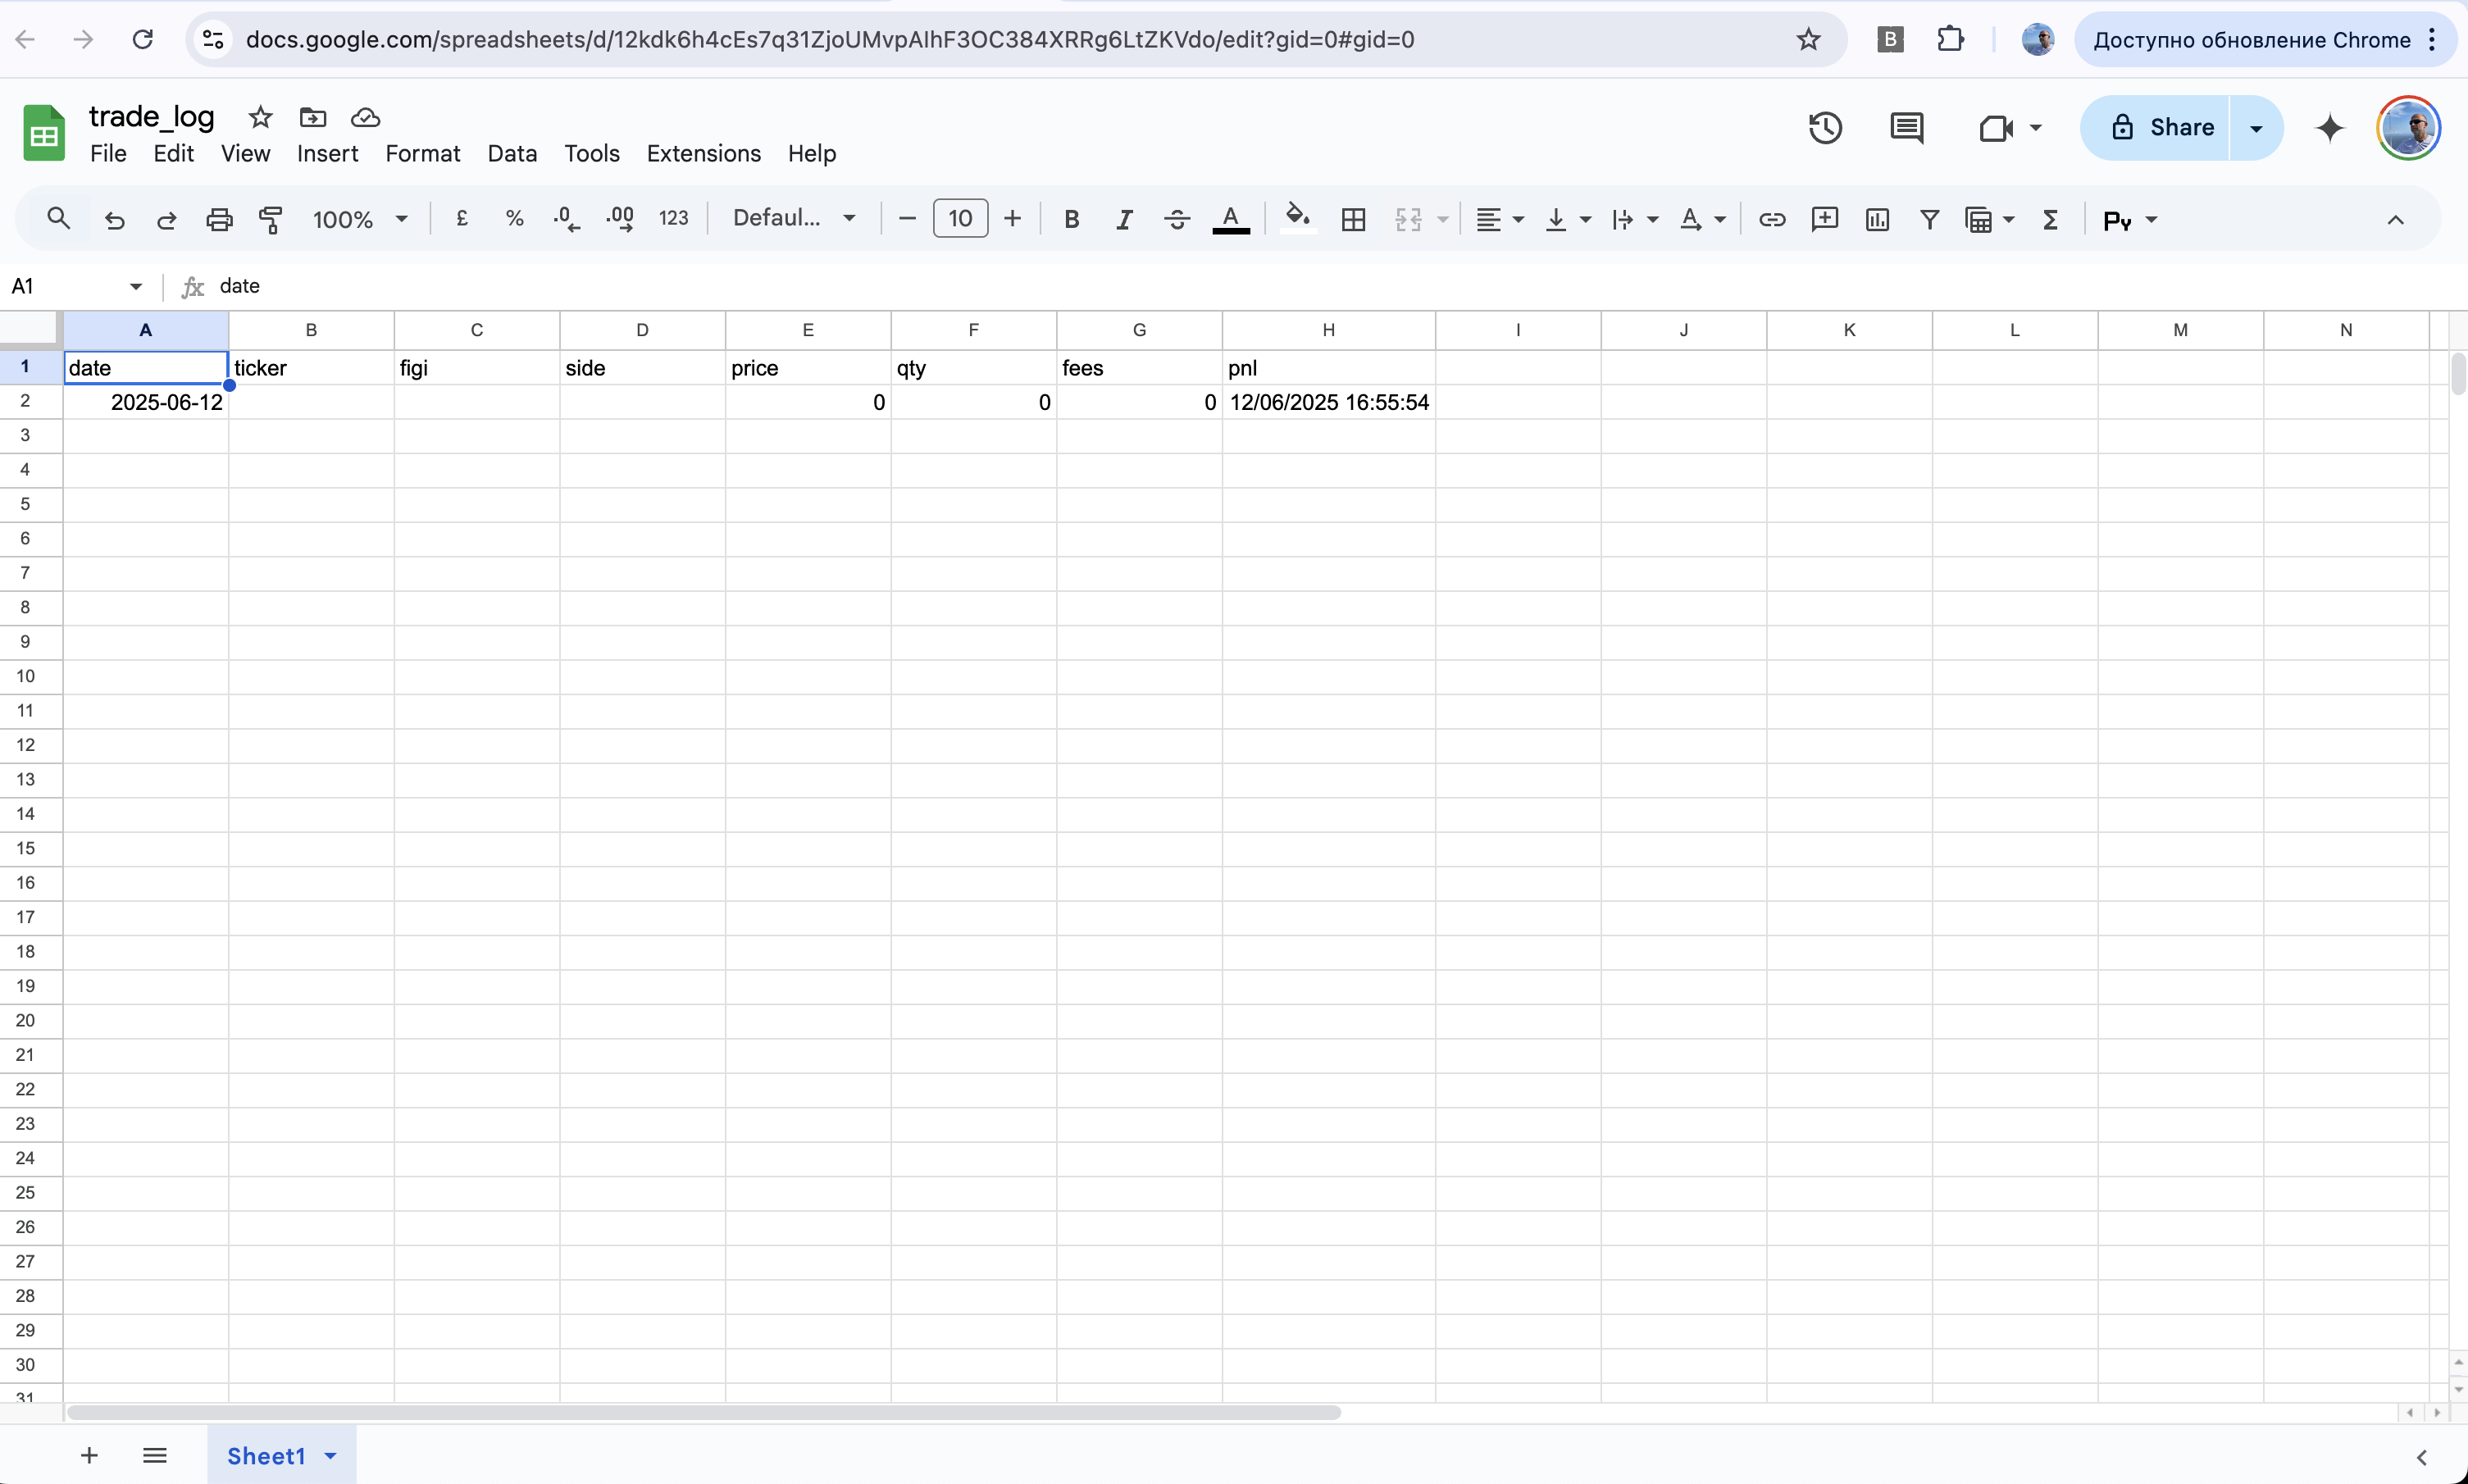 docs.google.com/spreadsheets/d/12kdk6h4cEs7q31ZjoUMvpAIhF3OC384XRRg6LtZKVdo/edit?gid=0#gid=0 B Доступно обновление Chrome
trade_log
File Edit View Insert Format Data Tools Extensions Help
Share
100% £ % .0 .00 123 Defaul... 10 B I S A Σ Py
A1 fx date
A B C D E F G H I J K L M N
1 date ticker figi side price qty fees pnl
2 2025-06-12 0 0 0 12/06/2025 16:55:54
3
4
5
6
7
8
9
10
11
12
13
14
15
16
17
18
19
20
21
22
23
24
25
26
27
28
29
30
31
Sheet1